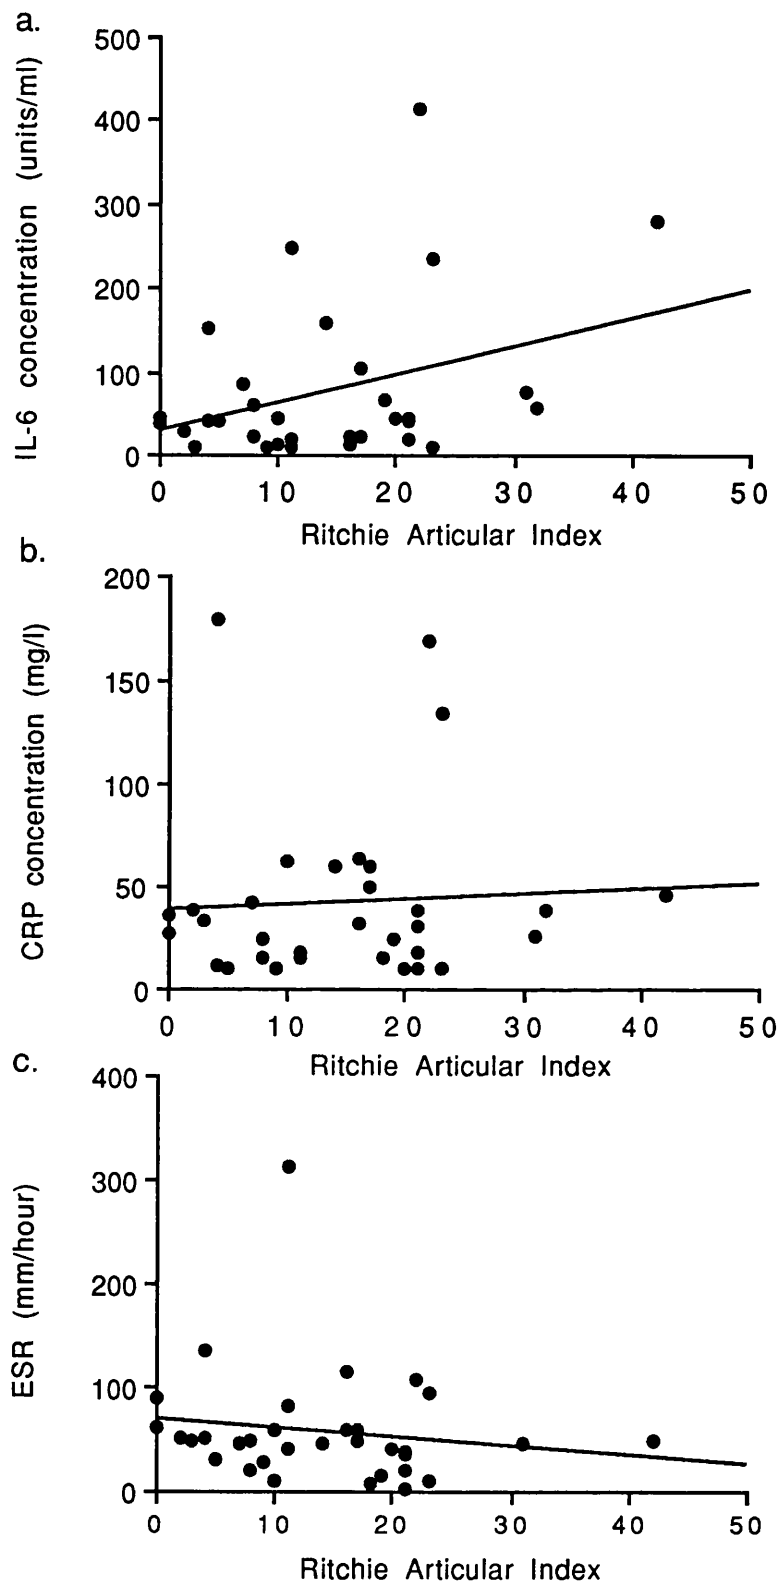 a.
IL-6 concentration (units/ml)
500
400
300
200
100
0
0 10 20 30 40 50
Ritchie Articular Index
b.
CRP concentration (mg/l)
200
150
100
50
0
0 10 20 30 40 50
Ritchie Articular Index
c.
ESR (mm/hour)
400
300
200
100
0
0 10 20 30 40 50
Ritchie Articular Index